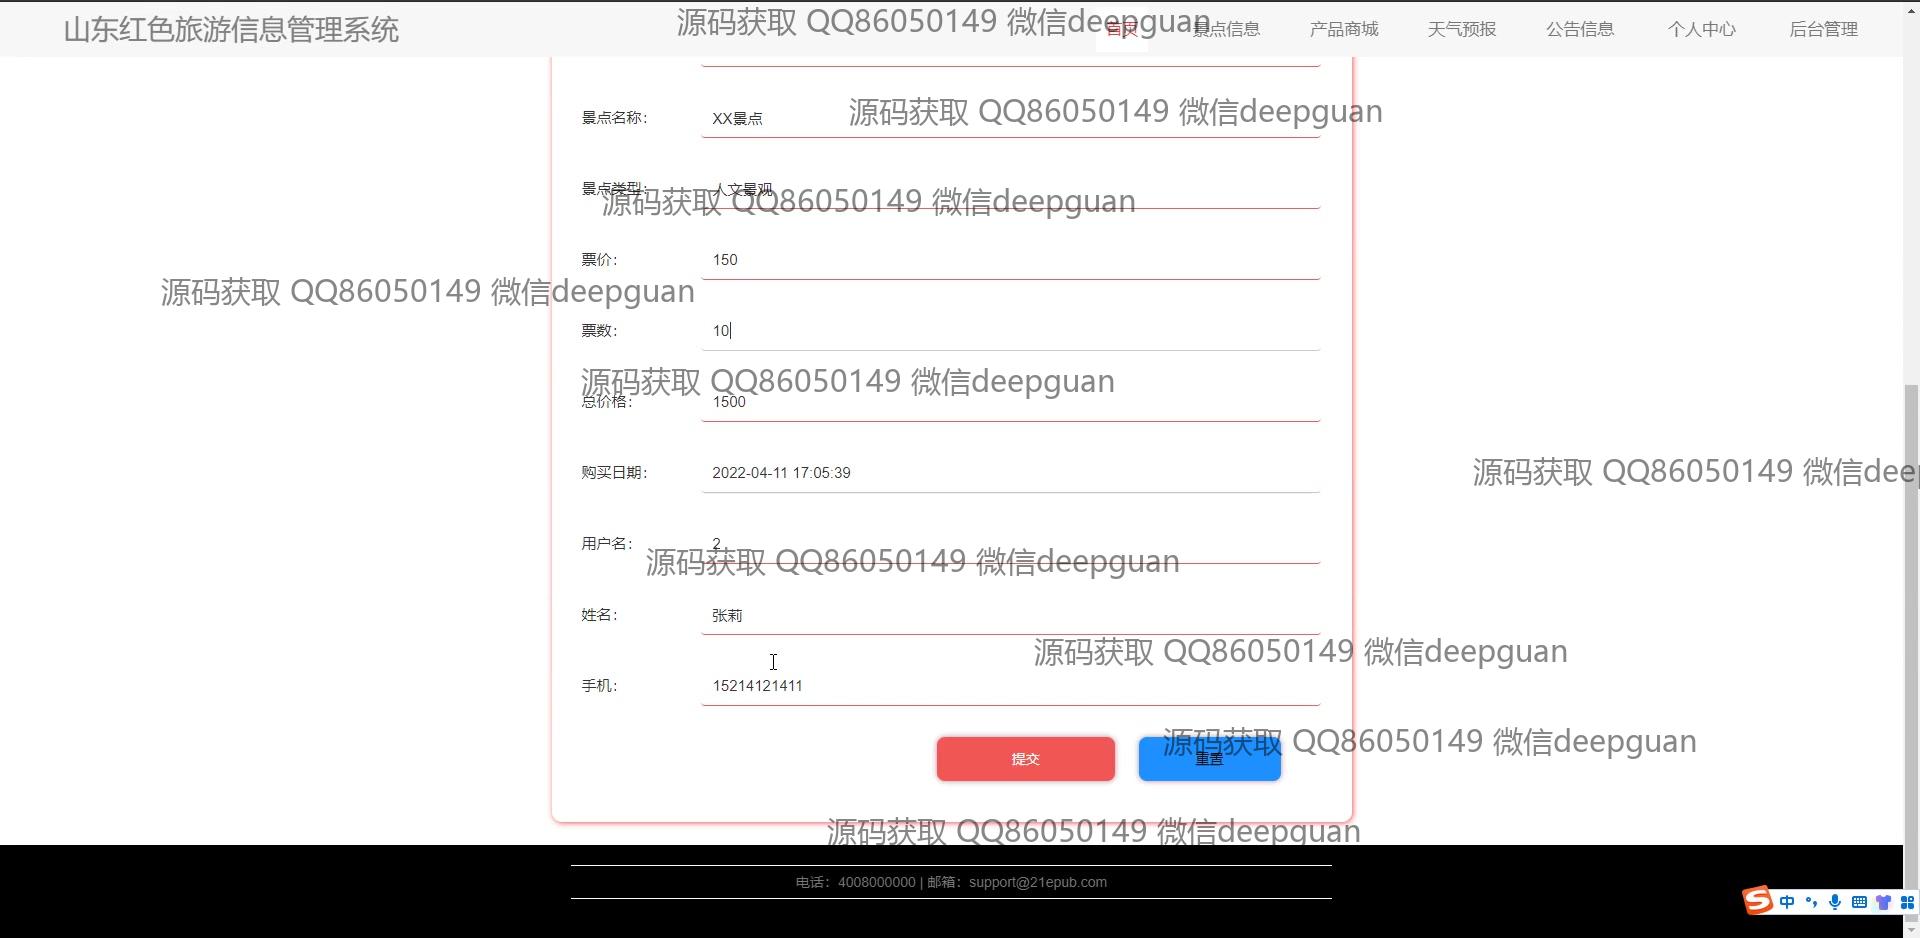 山东红色旅游信息管理系统
源码获取 QQ86050149 微信deepguan
首页 景点信息 产品商城 天气预报 公告信息 个人中心 后台管理
景点名称： XX景点
源码获取 QQ86050149 微信deepguan
景点类型： 人文景观
源码获取 QQ86050149 微信deepguan
票价： 150
源码获取 QQ86050149 微信deepguan
票数： 10
源码获取 QQ86050149 微信deepguan
总价格： 1500
购买日期： 2022-04-11 17:05:39
源码获取 QQ86050149 微信deep
用户名： 2
源码获取 QQ86050149 微信deepguan
姓名： 张莉
源码获取 QQ86050149 微信deepguan
手机： 15214121411
源码获取 QQ86050149 微信deepguan
提交 重置
源码获取 QQ86050149 微信deepguan
电话：4008000000 | 邮箱：support@21epub.com
中